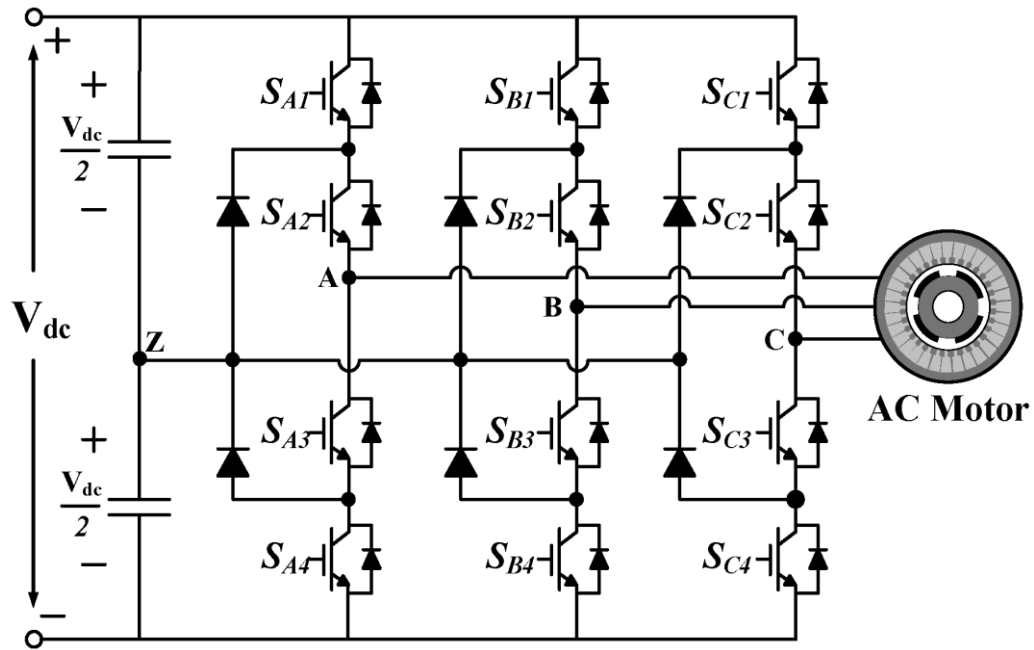 +
+
V_dc
2
−
V_dc
Z
+
V_dc
2
−
−
S_A1
S_B1
S_C1
S_A2
S_B2
S_C2
A
B
C
AC Motor
S_A3
S_B3
S_C3
S_A4
S_B4
S_C4